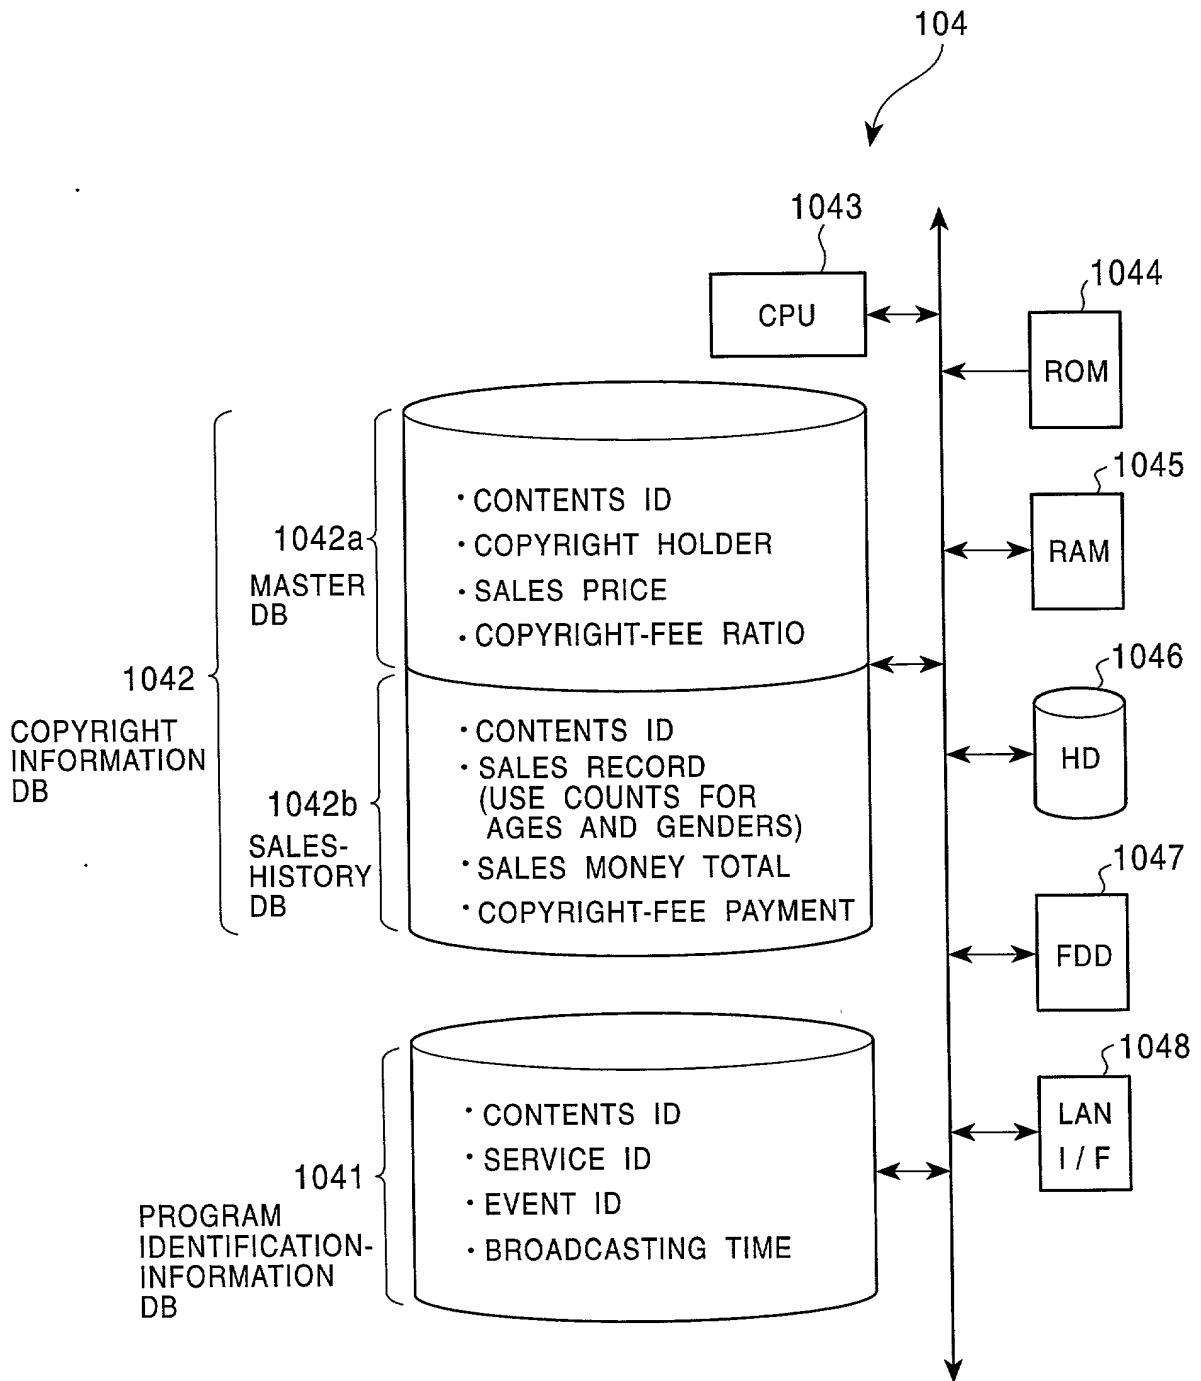 104
1043
CPU
1044
ROM
1045
RAM
1046
HD
1047
FDD
1048
LAN
I / F
1042
COPYRIGHT
INFORMATION
DB
1042a
MASTER
DB
• CONTENTS ID
• COPYRIGHT HOLDER
• SALES PRICE
• COPYRIGHT-FEE RATIO
1042b
SALES-
HISTORY
DB
• CONTENTS ID
• SALES RECORD
(USE COUNTS FOR
AGES AND GENDERS)
• SALES MONEY TOTAL
• COPYRIGHT-FEE PAYMENT
1041
PROGRAM
IDENTIFICATION-
INFORMATION
DB
• CONTENTS ID
• SERVICE ID
• EVENT ID
• BROADCASTING TIME